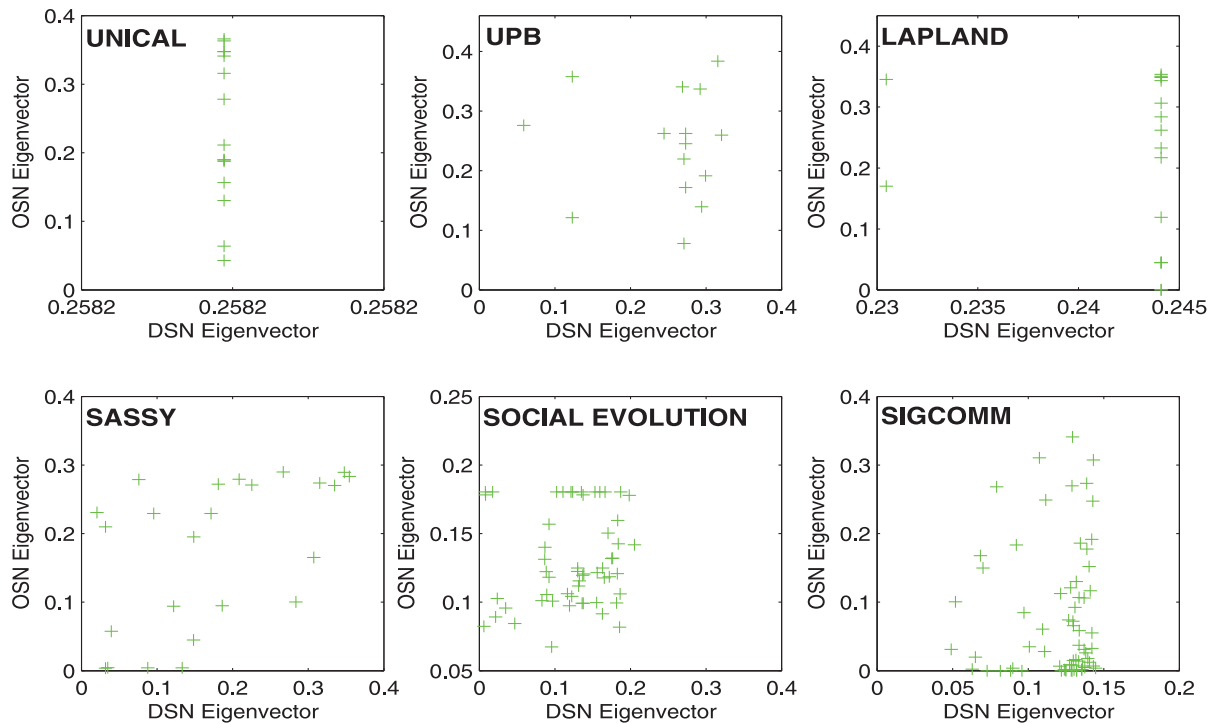 UNICAL
OSN Eigenvector
0.4
0.3
0.2
0.1
0
0.2582 0.2582 0.2582
DSN Eigenvector
UPB
OSN Eigenvector
0.4
0.3
0.2
0.1
0
0 0.1 0.2 0.3 0.4
DSN Eigenvector
LAPLAND
OSN Eigenvector
0.4
0.3
0.2
0.1
0
0.23 0.235 0.24 0.245
DSN Eigenvector
SASSY
OSN Eigenvector
0.4
0.3
0.2
0.1
0
0 0.1 0.2 0.3 0.4
DSN Eigenvector
SOCIAL EVOLUTION
OSN Eigenvector
0.25
0.2
0.15
0.1
0.05
0 0.1 0.2 0.3 0.4
DSN Eigenvector
SIGCOMM
OSN Eigenvector
0.4
0.3
0.2
0.1
0
0 0.05 0.1 0.15 0.2
DSN Eigenvector